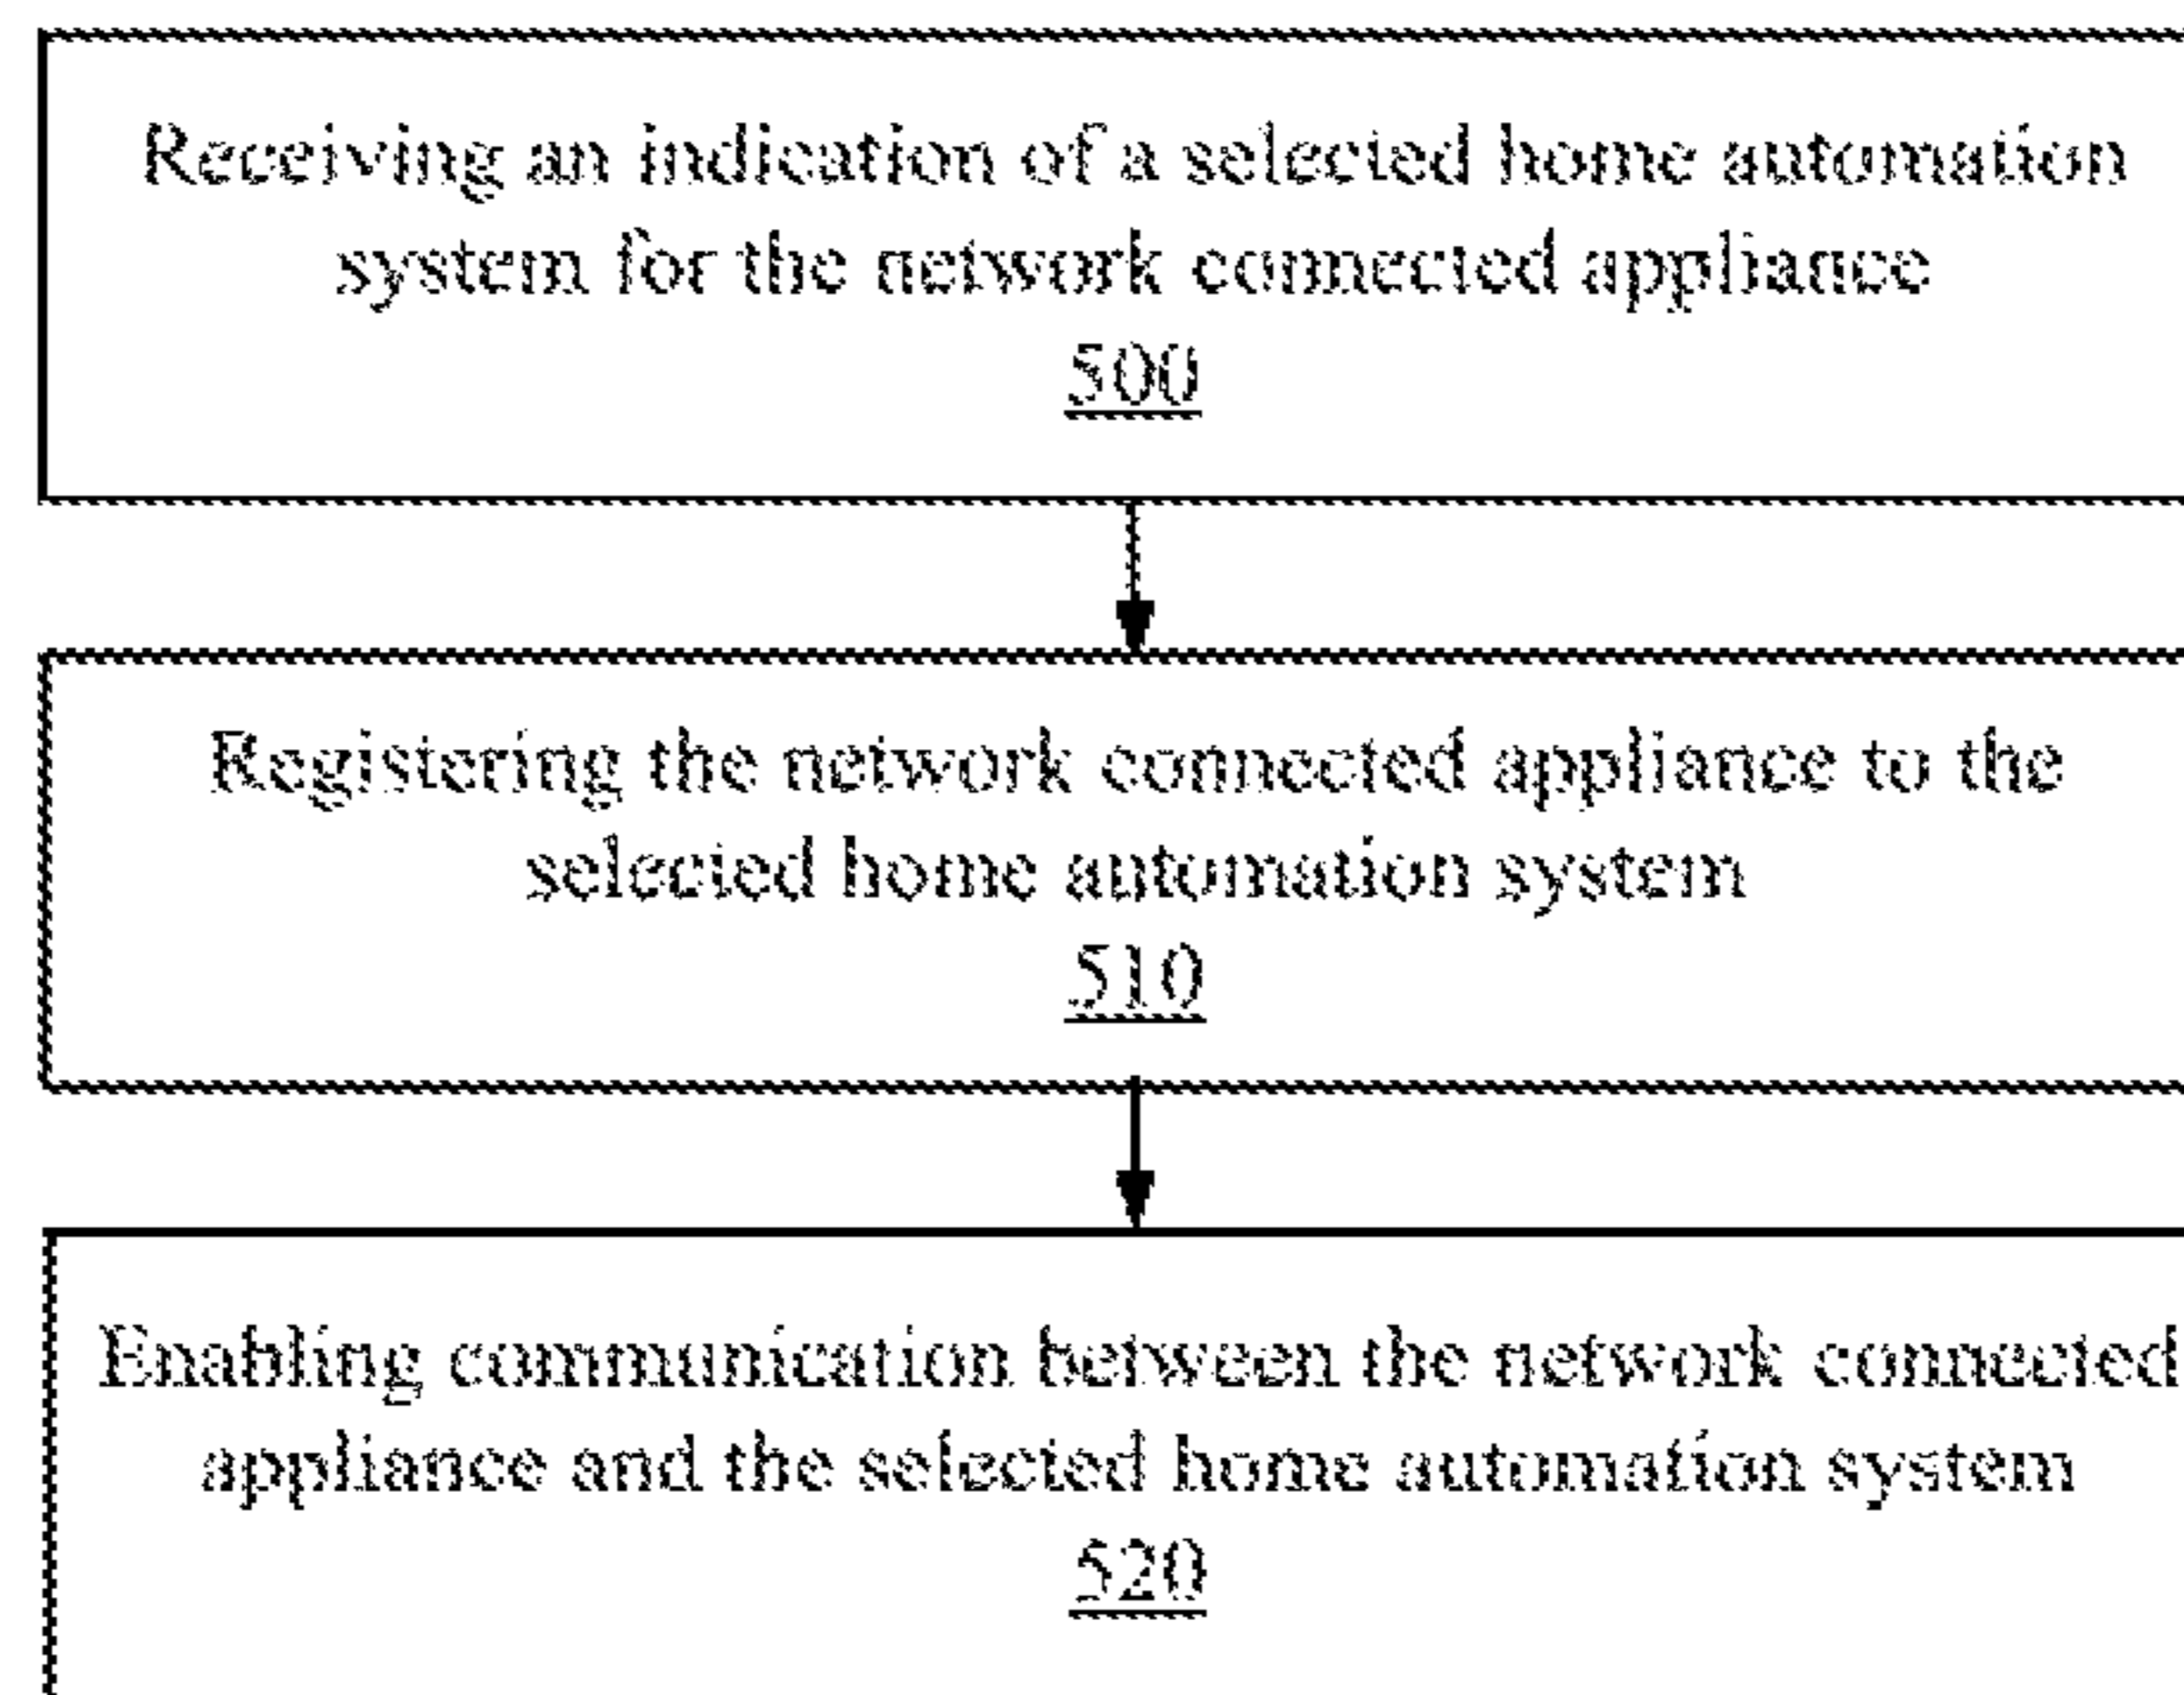 Receiving an indication of a selected home automation
system for the network connected appliance
500
Registering the network connected appliance to the
selected home automation system
510
Enabling communication between the network connected
appliance and the selected home automation system
520